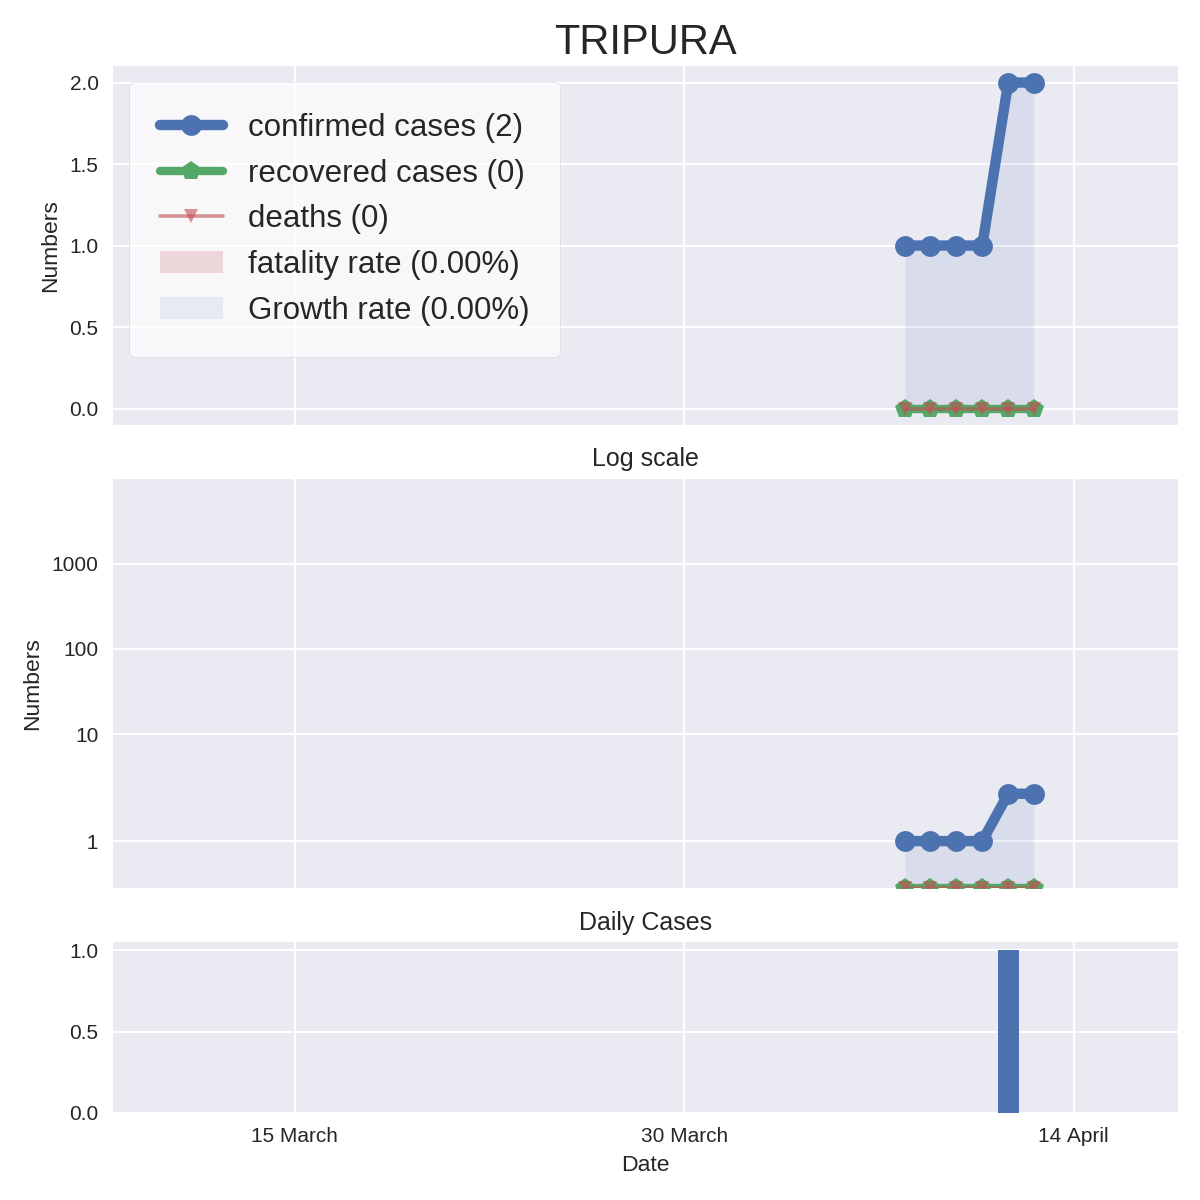 TRIPURA
2.0
1.5
1.0
0.5
0.0
Numbers
confirmed cases (2)
recovered cases (0)
deaths (0)
fatality rate (0.00%)
Growth rate (0.00%)
Log scale
1000
100
10
1
Numbers
Daily Cases
1.0
0.5
0.0
15 March
30 March
14 April
Date